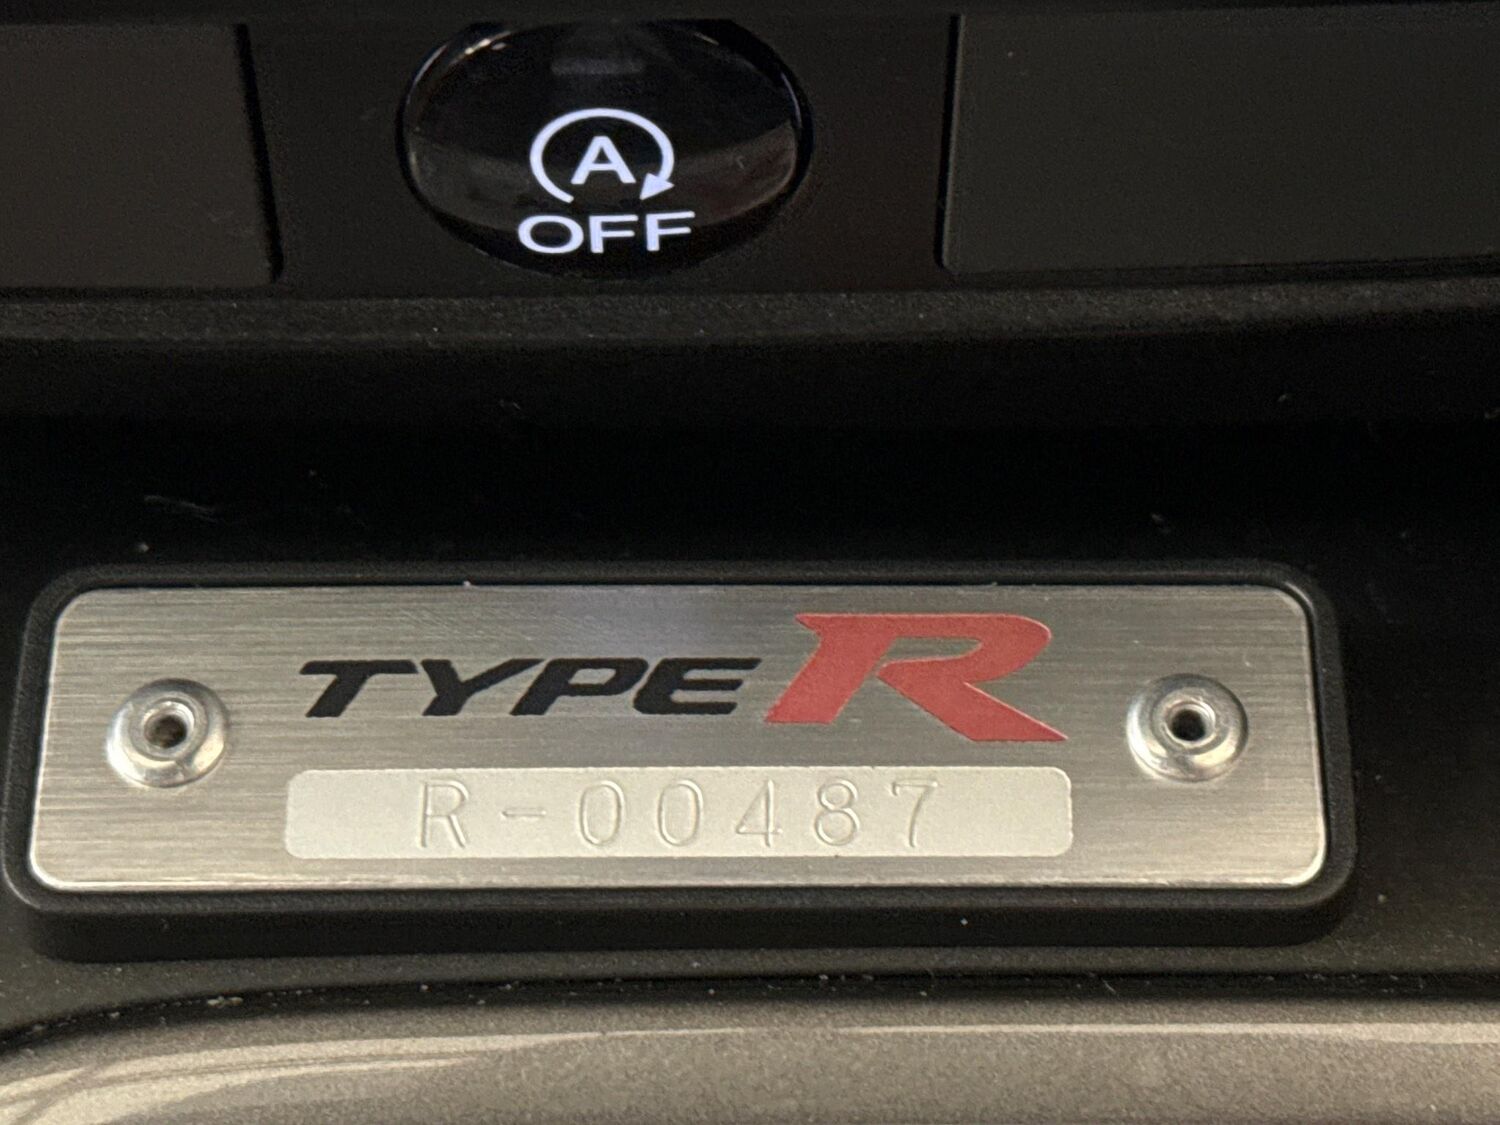 A
OFF
TYPE R
R-00487